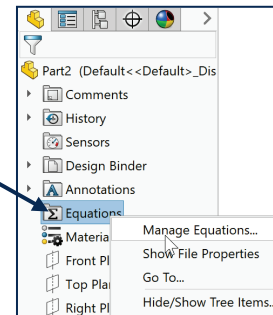 Part2 (Default<<Default>_Dis
Comments
History
Sensors
Design Binder
Annotations
Equations
Manage Equations...
Materia
Show File Properties
Front Pl
Go To...
Top Pla
Hide/Show Tree Items..
Right Pl